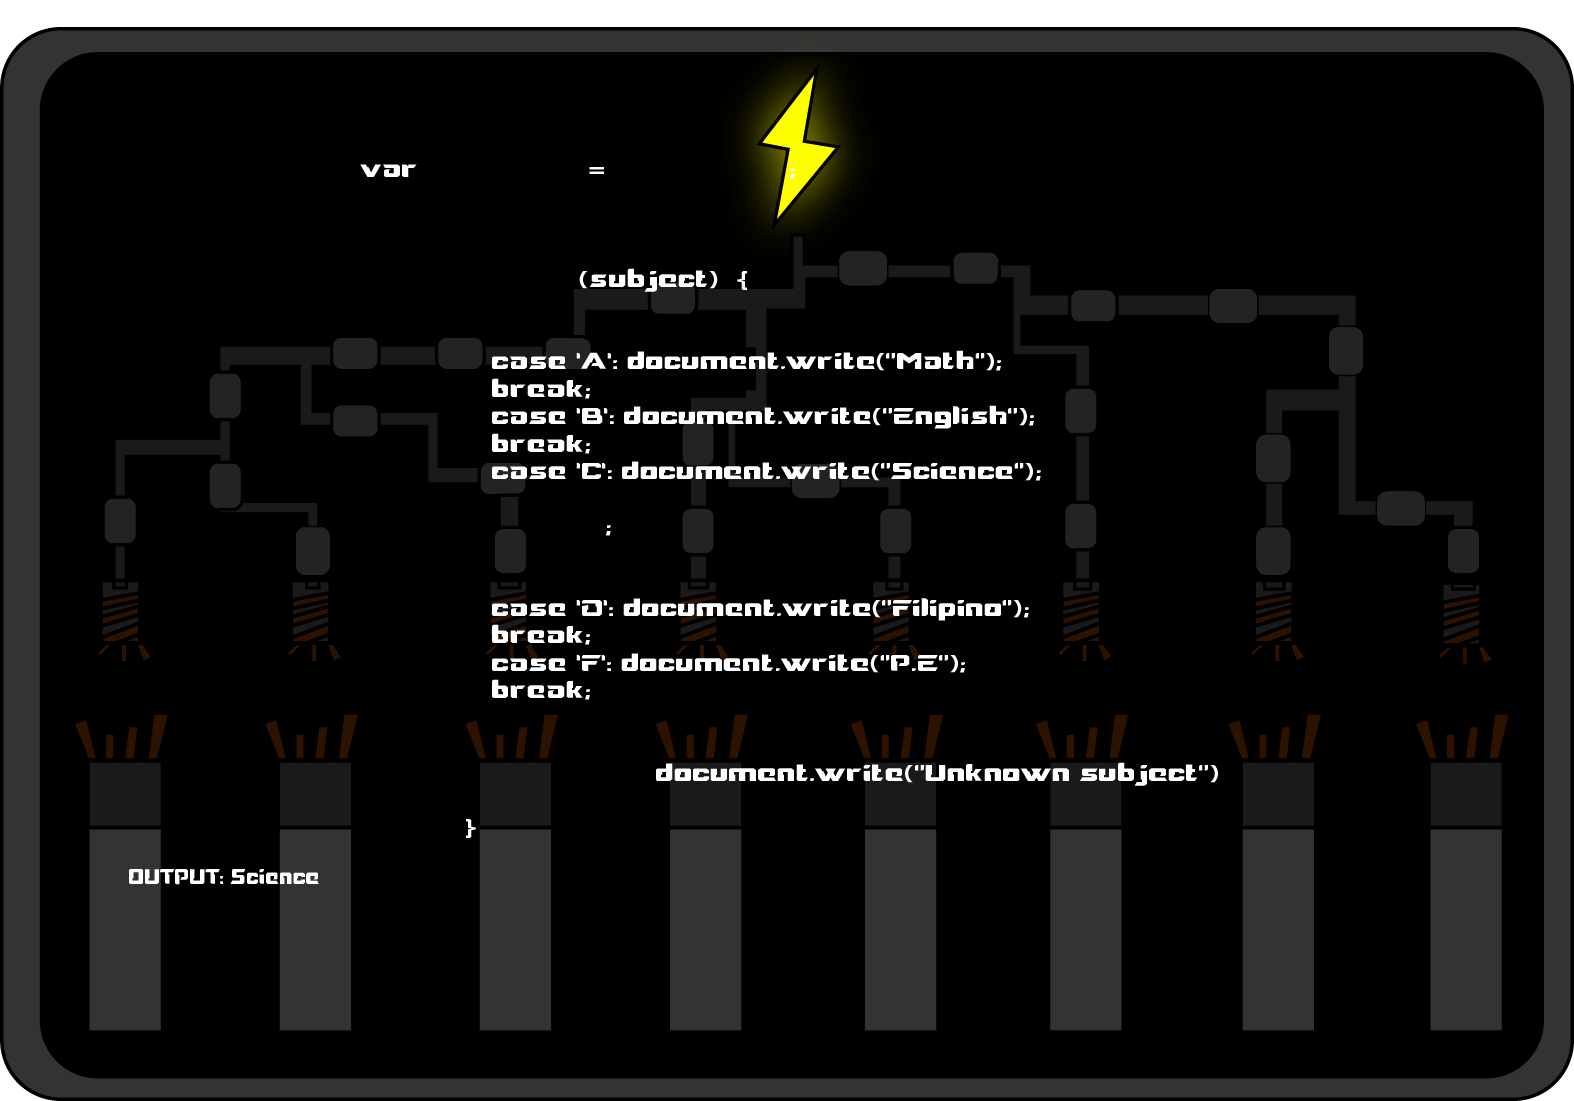 var = ;
(subject) {
case 'A': document.write("Math");
break;
case 'B': document.write("English");
break;
case 'C': document.write("Science");
;
case 'D': document.write("Filipino");
break;
case 'F': document.write("P.E");
break;
document.write("Unknown subject")
}
OUTPUT: Science